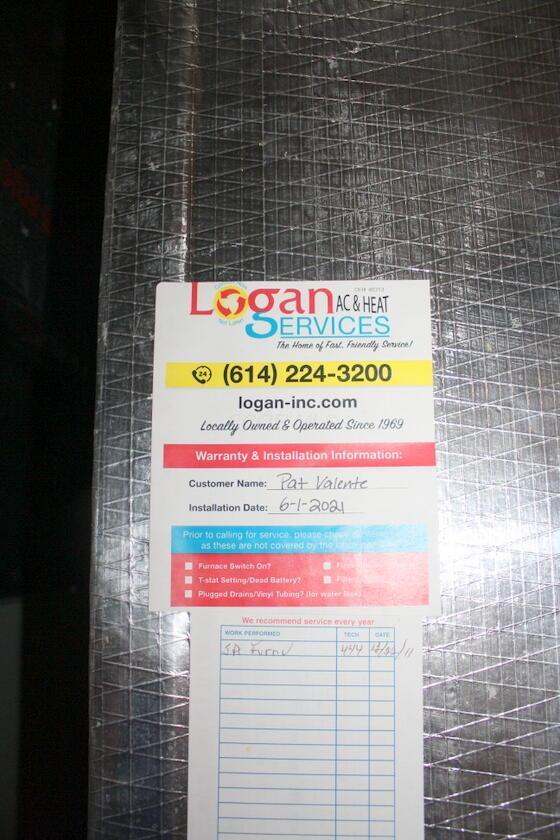 Logan AC & HEAT
SERVICES
The Home of Fast, Friendly Service!
24 (614) 224-3200
logan-inc.com
Locally Owned & Operated Since 1969
Warranty & Installation Information:
Customer Name: Pat Valente
Installation Date: 6-1-2021
Prior to calling for service, please check
as these are not covered by the
Furnace Switch On?
T-stat Setting/Dead Battery?
Plugged Drains/Vinyl Tubing? (for water leak)
We recommend service every year
WORK PERFORMED TECH DATE
444